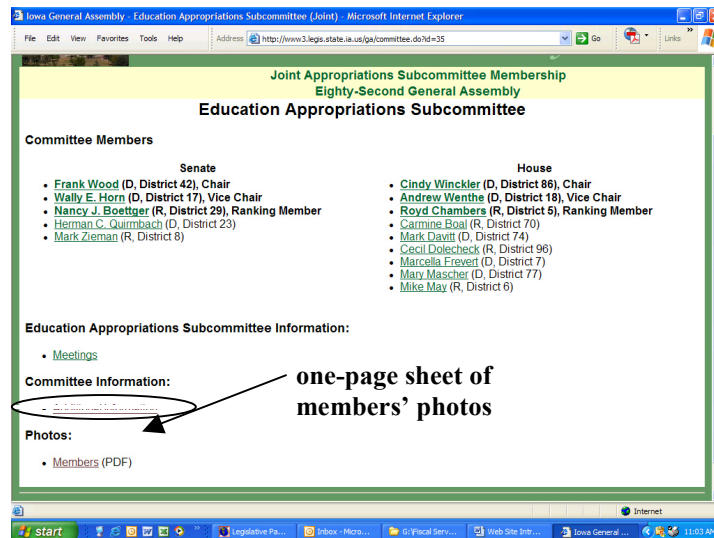 Iowa General Assembly - Education Appropriations Subcommittee (Joint) - Microsoft Internet Explorer
File Edit View Favorites Tools Help Address http://www3.legis.state.ia.us/ga/committee.do?id=35 Go Links »
Joint Appropriations Subcommittee Membership
Eighty-Second General Assembly
Education Appropriations Subcommittee
Committee Members
Senate
• Frank Wood (D, District 42), Chair
• Wally E. Horn (D, District 17), Vice Chair
• Nancy J. Boettger (R, District 29), Ranking Member
• Herman C. Quirmbach (D, District 23)
• Mark Zieman (R, District 8)
House
• Cindy Winckler (D, District 86), Chair
• Andrew Wenthe (D, District 18), Vice Chair
• Royd Chambers (R, District 5), Ranking Member
• Carmine Boal (R, District 70)
• Mark Davitt (D, District 74)
• Cecil Dolecheck (R, District 96)
• Marcella Frevert (D, District 7)
• Mary Mascher (D, District 77)
• Mike May (R, District 6)
Education Appropriations Subcommittee Information:
• Meetings
Committee Information:
one-page sheet of
members’ photos
Photos:
• Members (PDF)
Internet
start » Legislative Pa... Inbox - Micro... G:\Fiscal Serv... Web Site Intr... Iowa General ... 11:03 AM